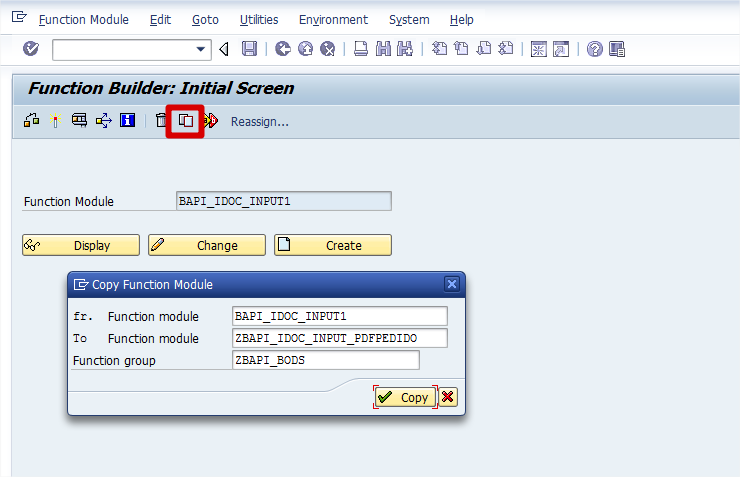 Function Module Edit Goto Utilities Environment System Help
Function Builder: Initial Screen
Reassign...
Function Module BAPI_IDOC_INPUT1
Display Change Create
Copy Function Module
fr. Function module BAPI_IDOC_INPUT1
To Function module ZBAPI_IDOC_INPUT_PDFPEDIDO
Function group ZBAPI_BODS
Copy